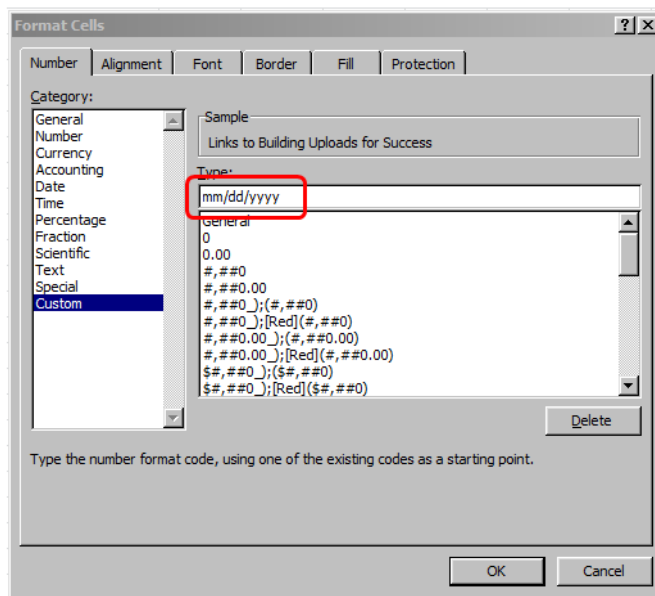 Format Cells
Number Alignment Font Border Fill Protection
Category:
General
Number
Currency
Accounting
Date
Time
Percentage
Fraction
Scientific
Text
Special
Custom
Sample
Links to Building Uploads for Success
Type:
mm/dd/yyyy
General
0
0.00
#,##0
#,##0.00
#,##0_);(#,##0)
#,##0_);[Red](#,##0)
#,##0.00_);(#,##0.00)
#,##0.00_);[Red](#,##0.00)
$#,##0_);($#,##0)
$#,##0_);[Red]($#,##0)
Delete
Type the number format code, using one of the existing codes as a starting point.
OK Cancel